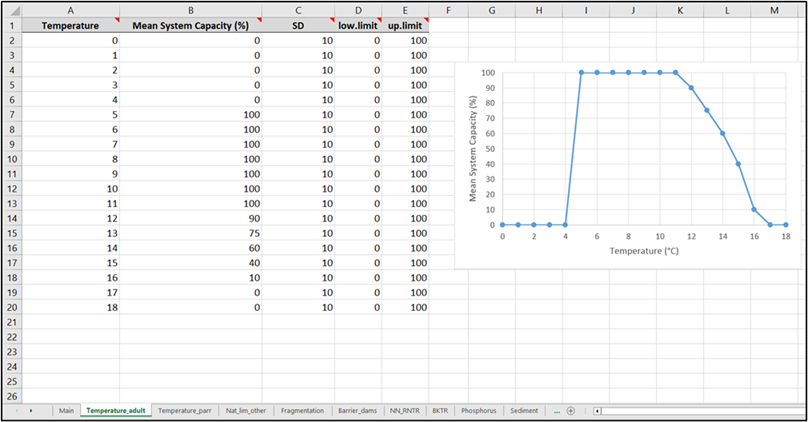 A B C D E F G H I J K L M
1 Temperature Mean System Capacity (%) SD low.limit up.limit
2 0 0 10 0 100
3 1 0 10 0 100
4 2 0 10 0 100
5 3 0 10 0 100
6 4 0 10 0 100
7 5 100 10 0 100
8 6 100 10 0 100
9 7 100 10 0 100
10 8 100 10 0 100
11 9 100 10 0 100
12 10 100 10 0 100
13 11 100 10 0 100
14 12 90 10 0 100
15 13 75 10 0 100
16 14 60 10 0 100
17 15 40 10 0 100
18 16 10 10 0 100
19 17 0 10 0 100
20 18 0 10 0 100
21
22
23
24
25
26
Mean System Capacity (%)
100
90
80
70
60
50
40
30
20
10
0
0 2 4 6 8 10 12 14 16 18
Temperature (°C)
Main Temperature_adult Temperature_parr Nat_lim_other Fragmentation Barrier_dams NN_RNTR BKTR Phosphorus Sediment ...